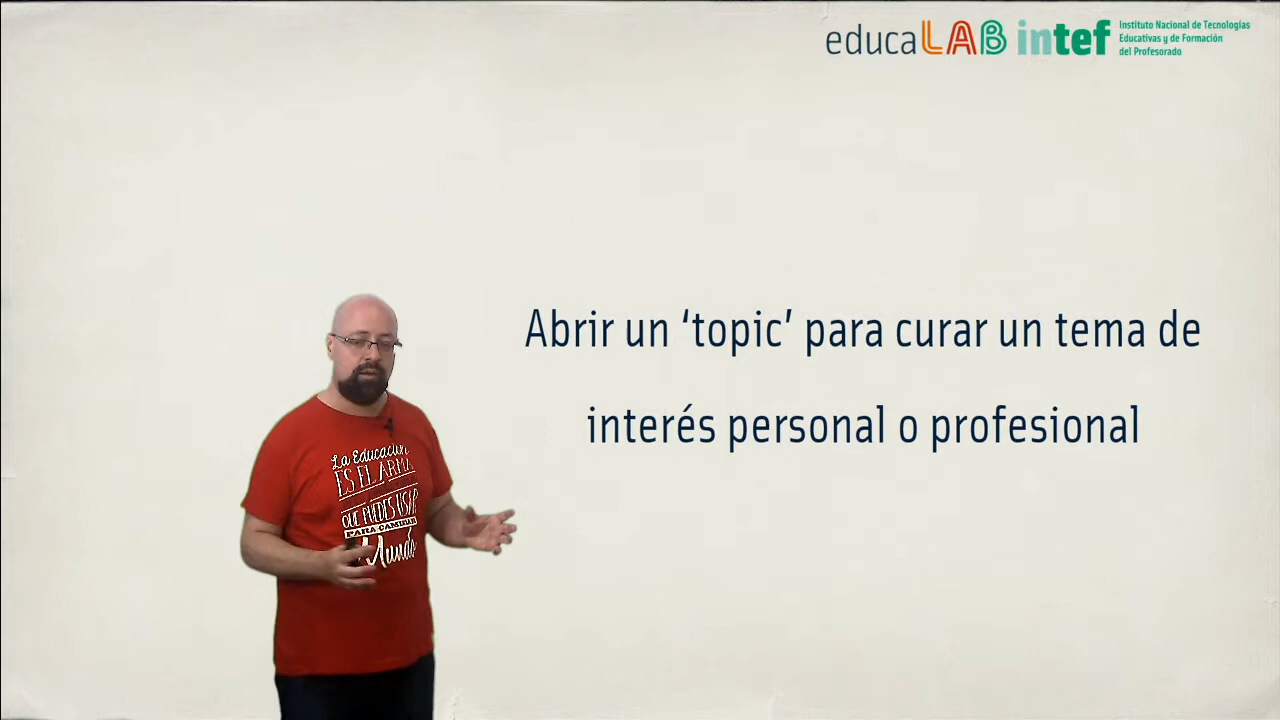 educaLAB intef
Instituto Nacional de Tecnologías
Educativas y de Formación
del Profesorado
Abrir un ‘topic’ para curar un tema de
interés personal o profesional
La Educación
ES EL ARMA
QUE PUEDES USAR
PARA CAMBIAR
Mundo